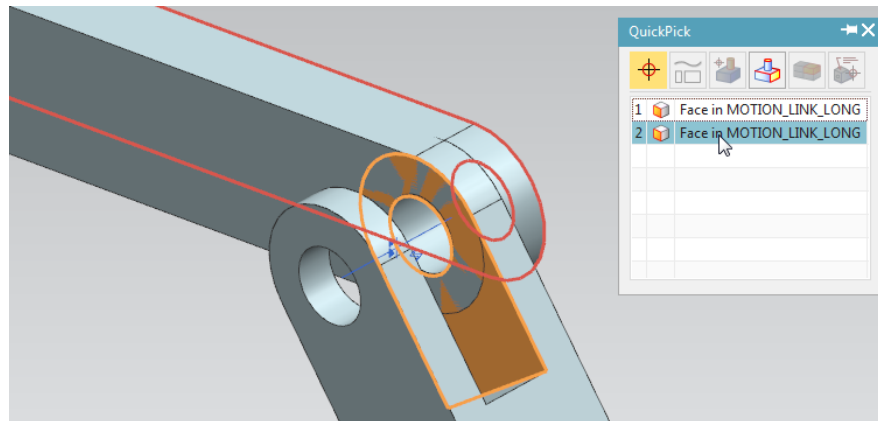 QuickPick
1 Face in MOTION_LINK_LONG
2 Face in MOTION_LINK_LONG